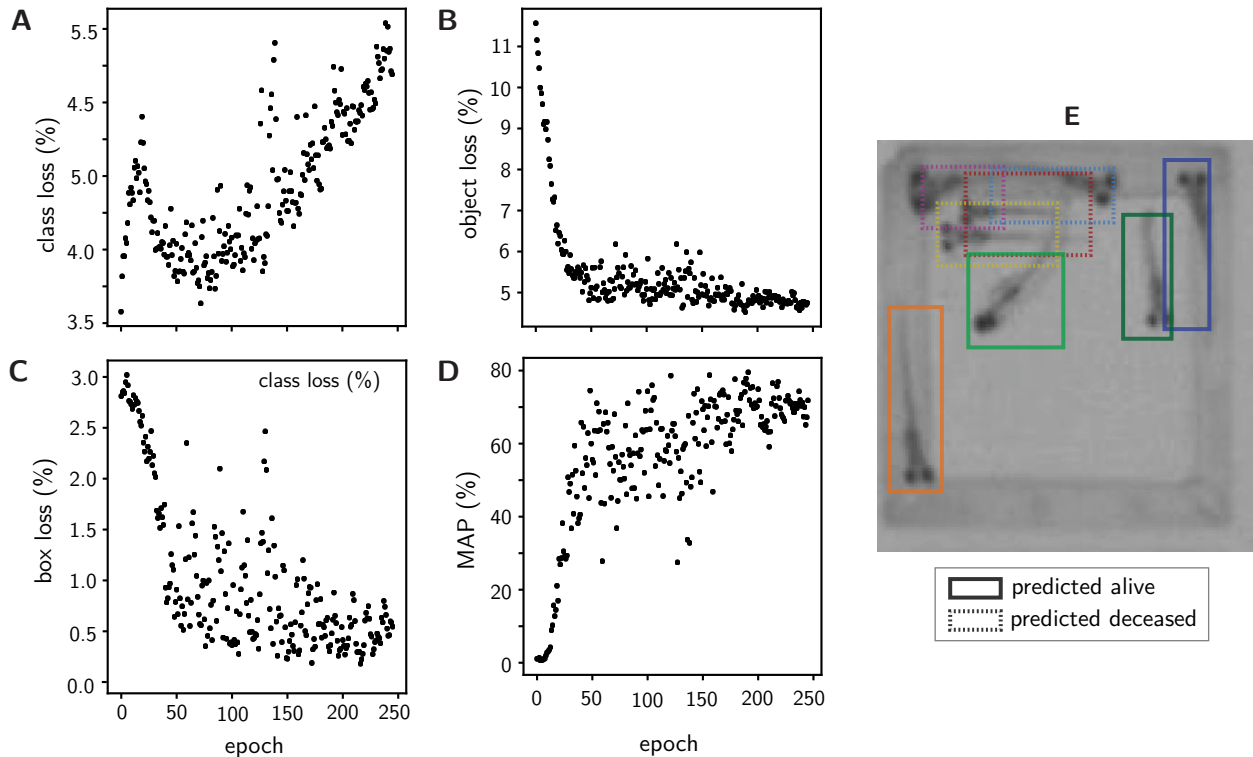 A
5.5
4.5
5.0
4.0
3.5
class loss (%)
B
11
10
9
8
7
6
5
object loss (%)
C
class loss (%)
3.0
2.5
2.0
1.5
1.0
0.5
0.0
box loss (%)
0 50 100 150 200 250
epoch
D
80
60
40
20
0
MAP (%)
0 50 100 150 200 250
epoch
E
predicted alive
predicted deceased